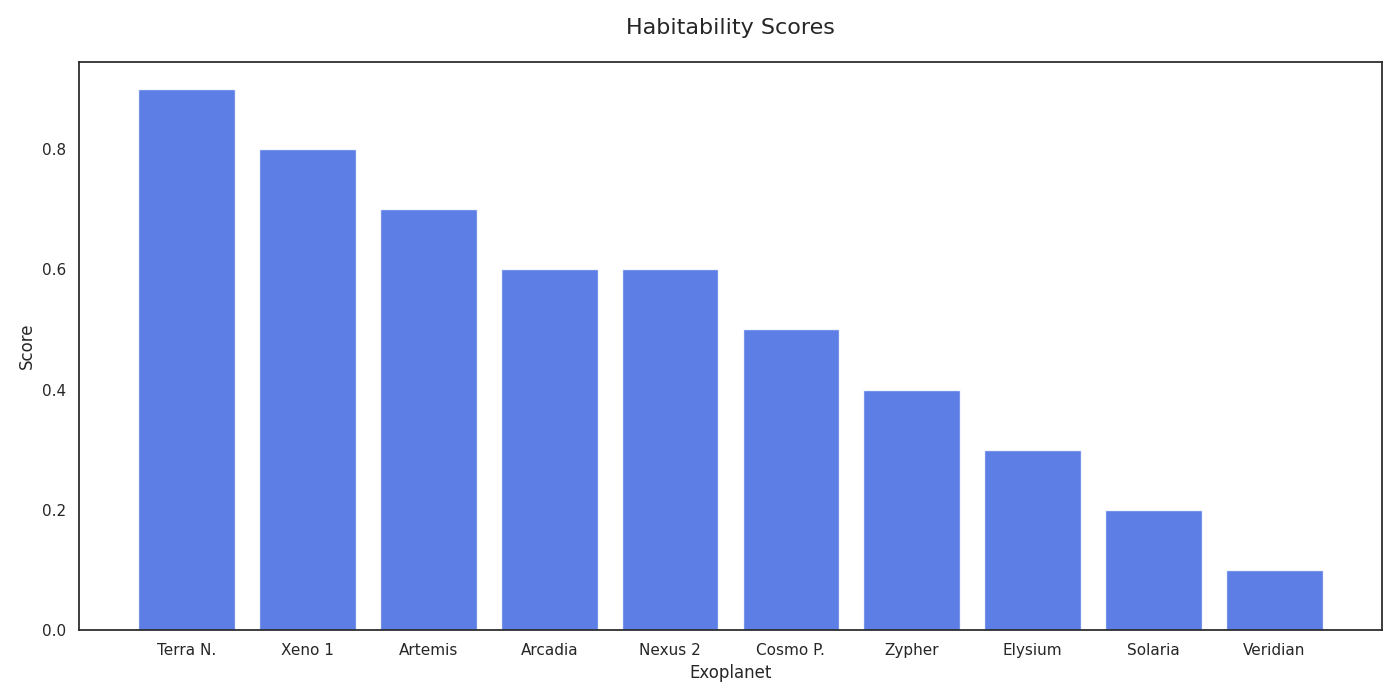 Habitability Scores
0.8
0.6
0.4
0.2
0.0
Score
Terra N. Xeno 1 Artemis Arcadia Nexus 2 Cosmo P. Zypher Elysium Solaria Veridian
Exoplanet